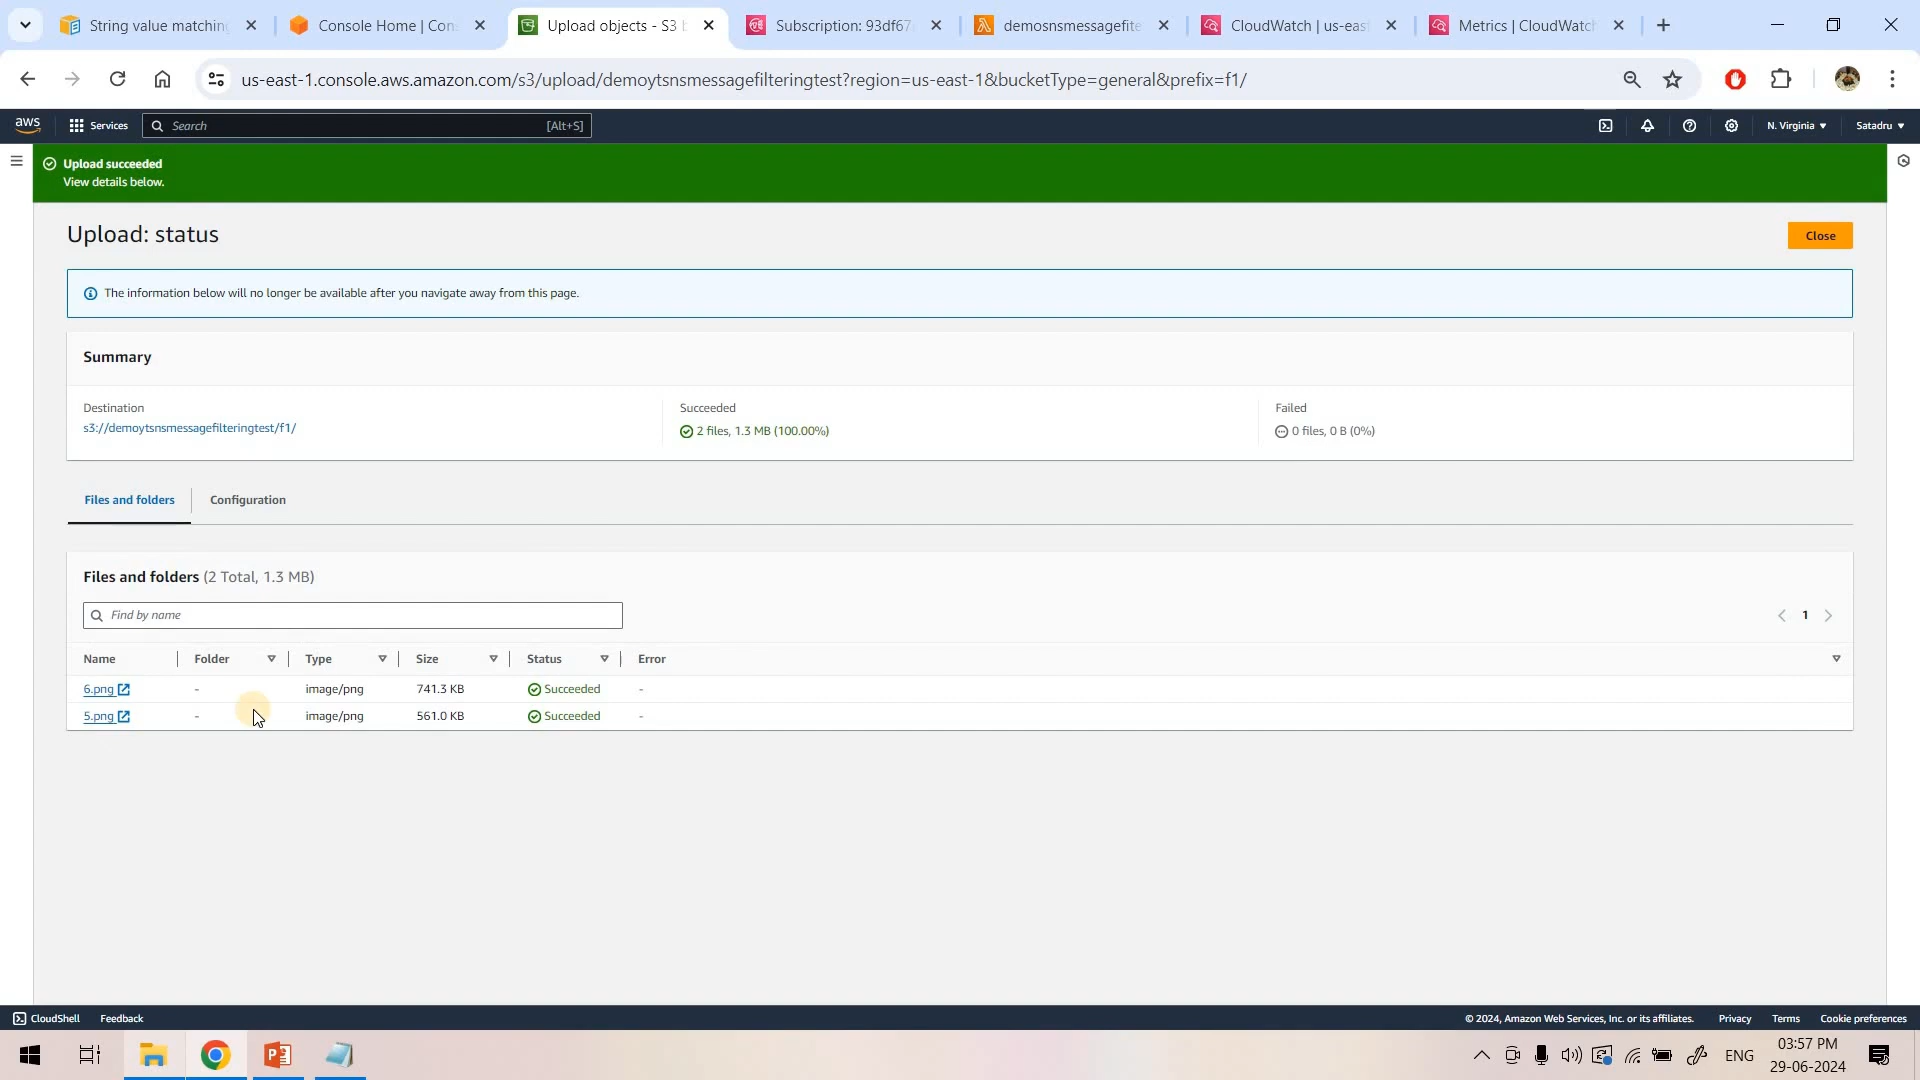 String value matching
Console Home | Cons
Upload objects - S3 b
Subscription: 93df67
demosnsmessagefite
CloudWatch | us-eas
Metrics | CloudWatc
us-east-1.console.aws.amazon.com/s3/upload/demoytsnsmessagefilteringtest?region=us-east-1&bucketType=general&prefix=f1/
aws
Services
Search
[Alt+S]
N. Virginia
Satadru
Upload succeeded
View details below.
Upload: status
Close
The information below will no longer be available after you navigate away from this page.
Summary
Destination
s3://demoytsnsmessagefilteringtest/f1/
Succeeded
2 files, 1.3 MB (100.00%)
Failed
0 files, 0 B (0%)
Files and folders
Configuration
Files and folders (2 Total, 1.3 MB)
Find by name
1
Name Folder Type Size Status Error
6.png - image/png 741.3 KB Succeeded -
5.png - image/png 561.0 KB Succeeded -
CloudShell
Feedback
© 2024, Amazon Web Services, Inc. or its affiliates.
Privacy
Terms
Cookie preferences
ENG
03:57 PM
29-06-2024